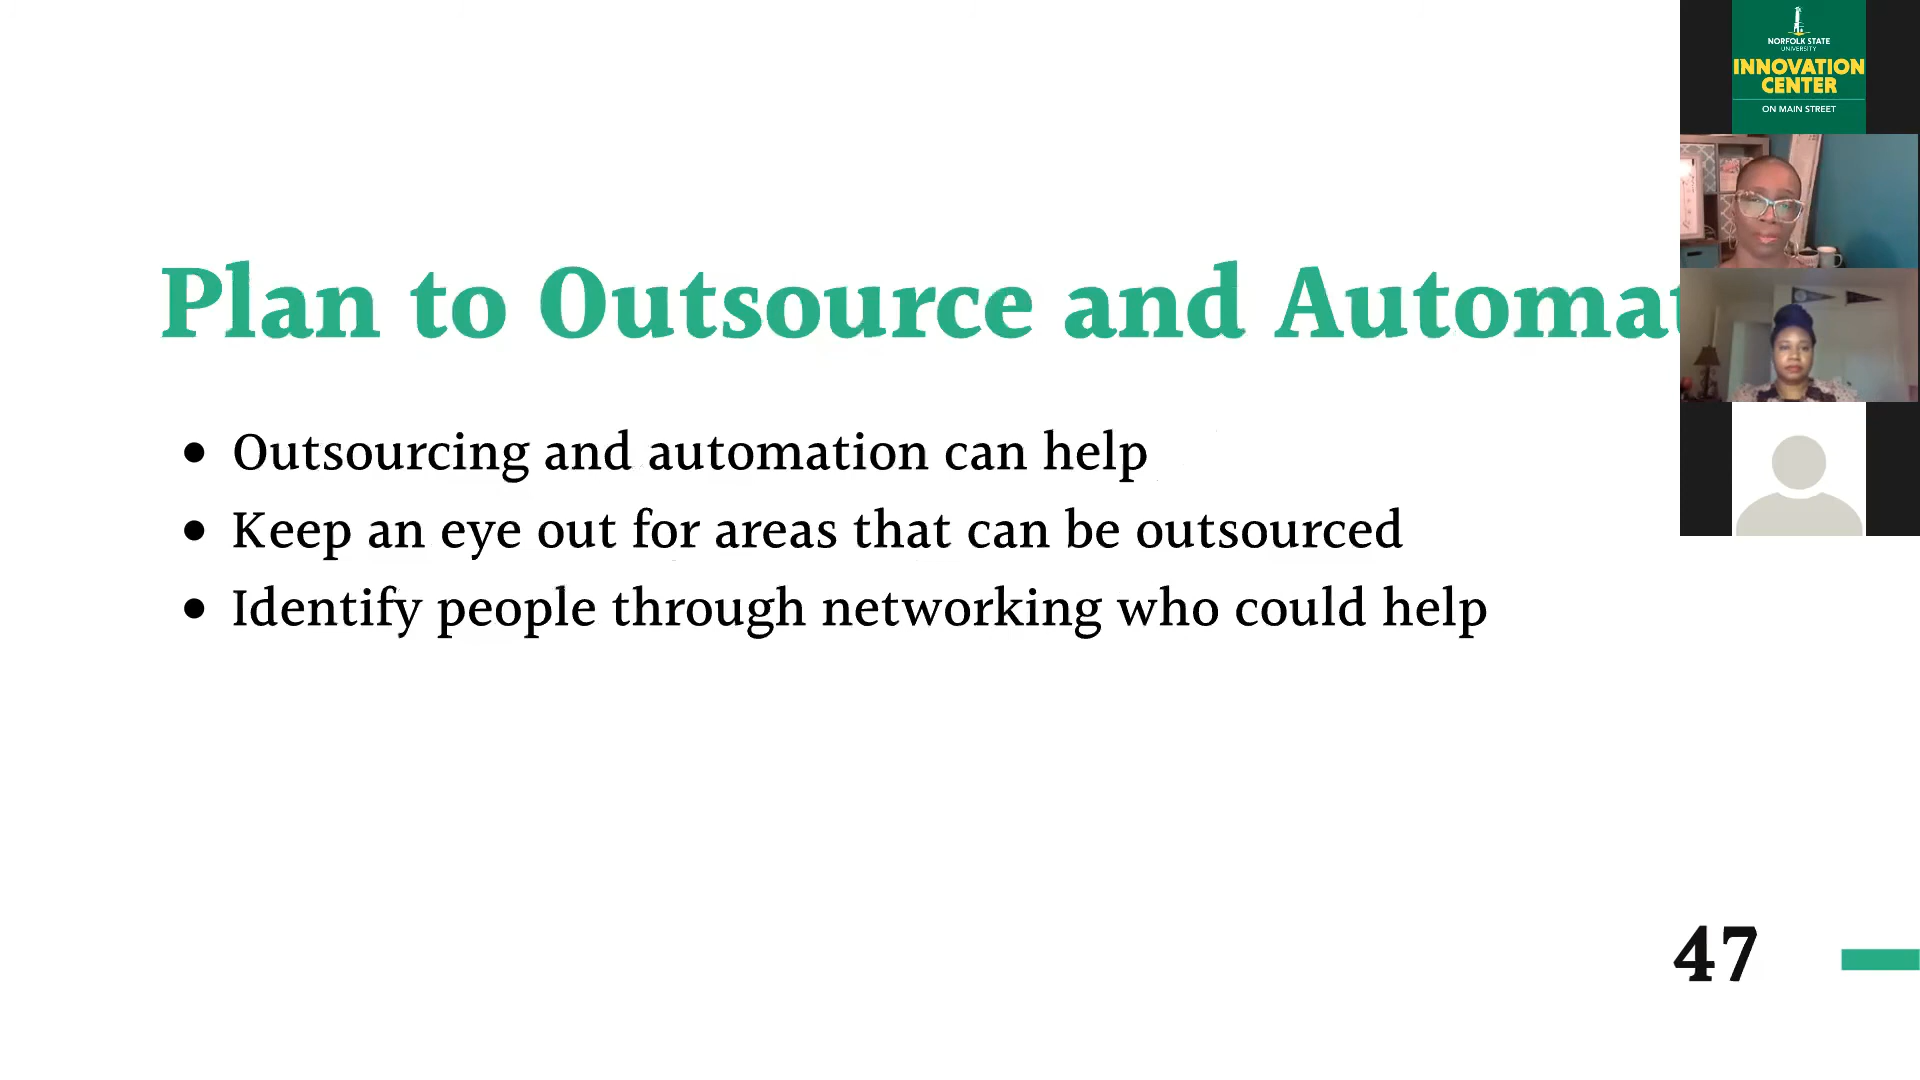 Plan to Outsource and Automat
Outsourcing and automation can help
Keep an eye out for areas that can be outsourced
Identify people through networking who could help
47
NORFOLK STATE
UNIVERSITY
INNOVATION
CENTER
ON MAIN STREET